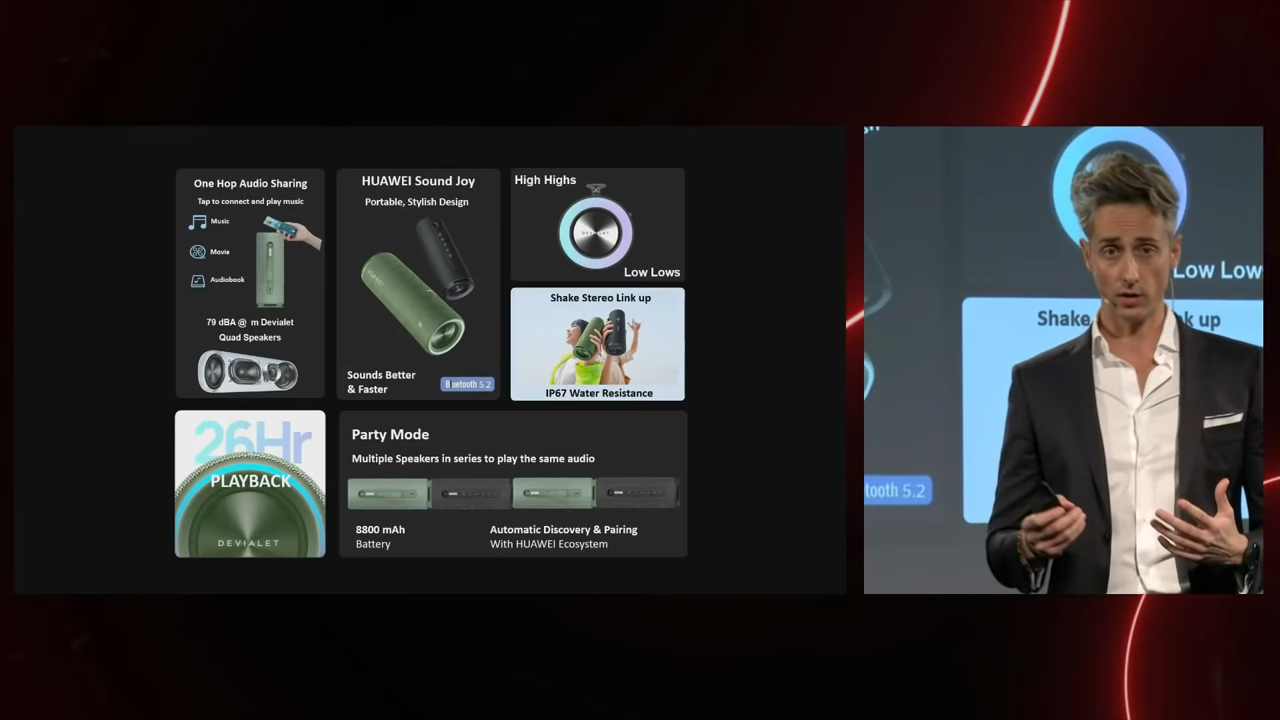 One Hop Audio Sharing
Tap to connect and play music
Music
Movie
Audiobook
79 dBA @ m Devialet
Quad Speakers
HUAWEI Sound Joy
Portable, Stylish Design
Sounds Better
& Faster
Bluetooth 5.2
High Highs
DEVIALET
Low Lows
Shake Stereo Link up
IP67 Water Resistance
26Hr
PLAYBACK
DEVIALET
Party Mode
Multiple Speakers in series to play the same audio
8800 mAh
Battery
Automatic Discovery & Pairing
With HUAWEI Ecosystem
Low Low
Shake
k up
tooth 5.2